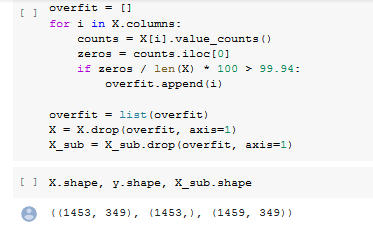 [ ] overfit = []
for i in X.columns:
    counts = X[i].value_counts()
    zeros = counts.iloc[0]
    if zeros / len(X) * 100 > 99.94:
        overfit.append(i)

overfit = list(overfit)
X = X.drop(overfit, axis=1)
X_sub = X_sub.drop(overfit, axis=1)

[ ] X.shape, y.shape, X_sub.shape

((1453, 349), (1453,), (1459, 349))